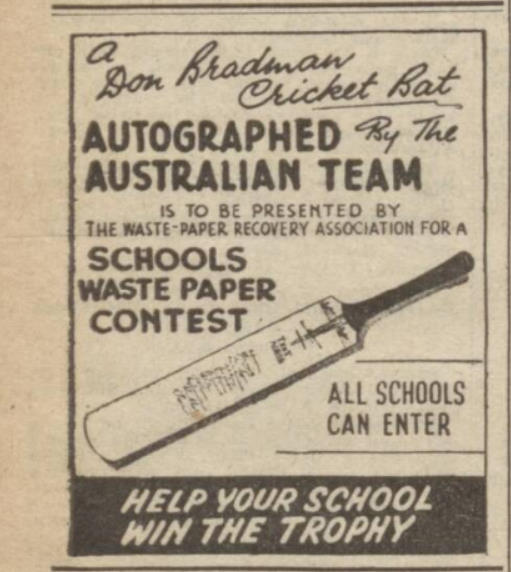 A
Don Bradman
Cricket Bat
AUTOGRAPHED By The
AUSTRALIAN TEAM
IS TO BE PRESENTED BY
THE WASTE-PAPER RECOVERY ASSOCIATION FOR A
SCHOOLS
WASTE PAPER
CONTEST
ALL SCHOOLS
CAN ENTER
HELP YOUR SCHOOL
WIN THE TROPHY